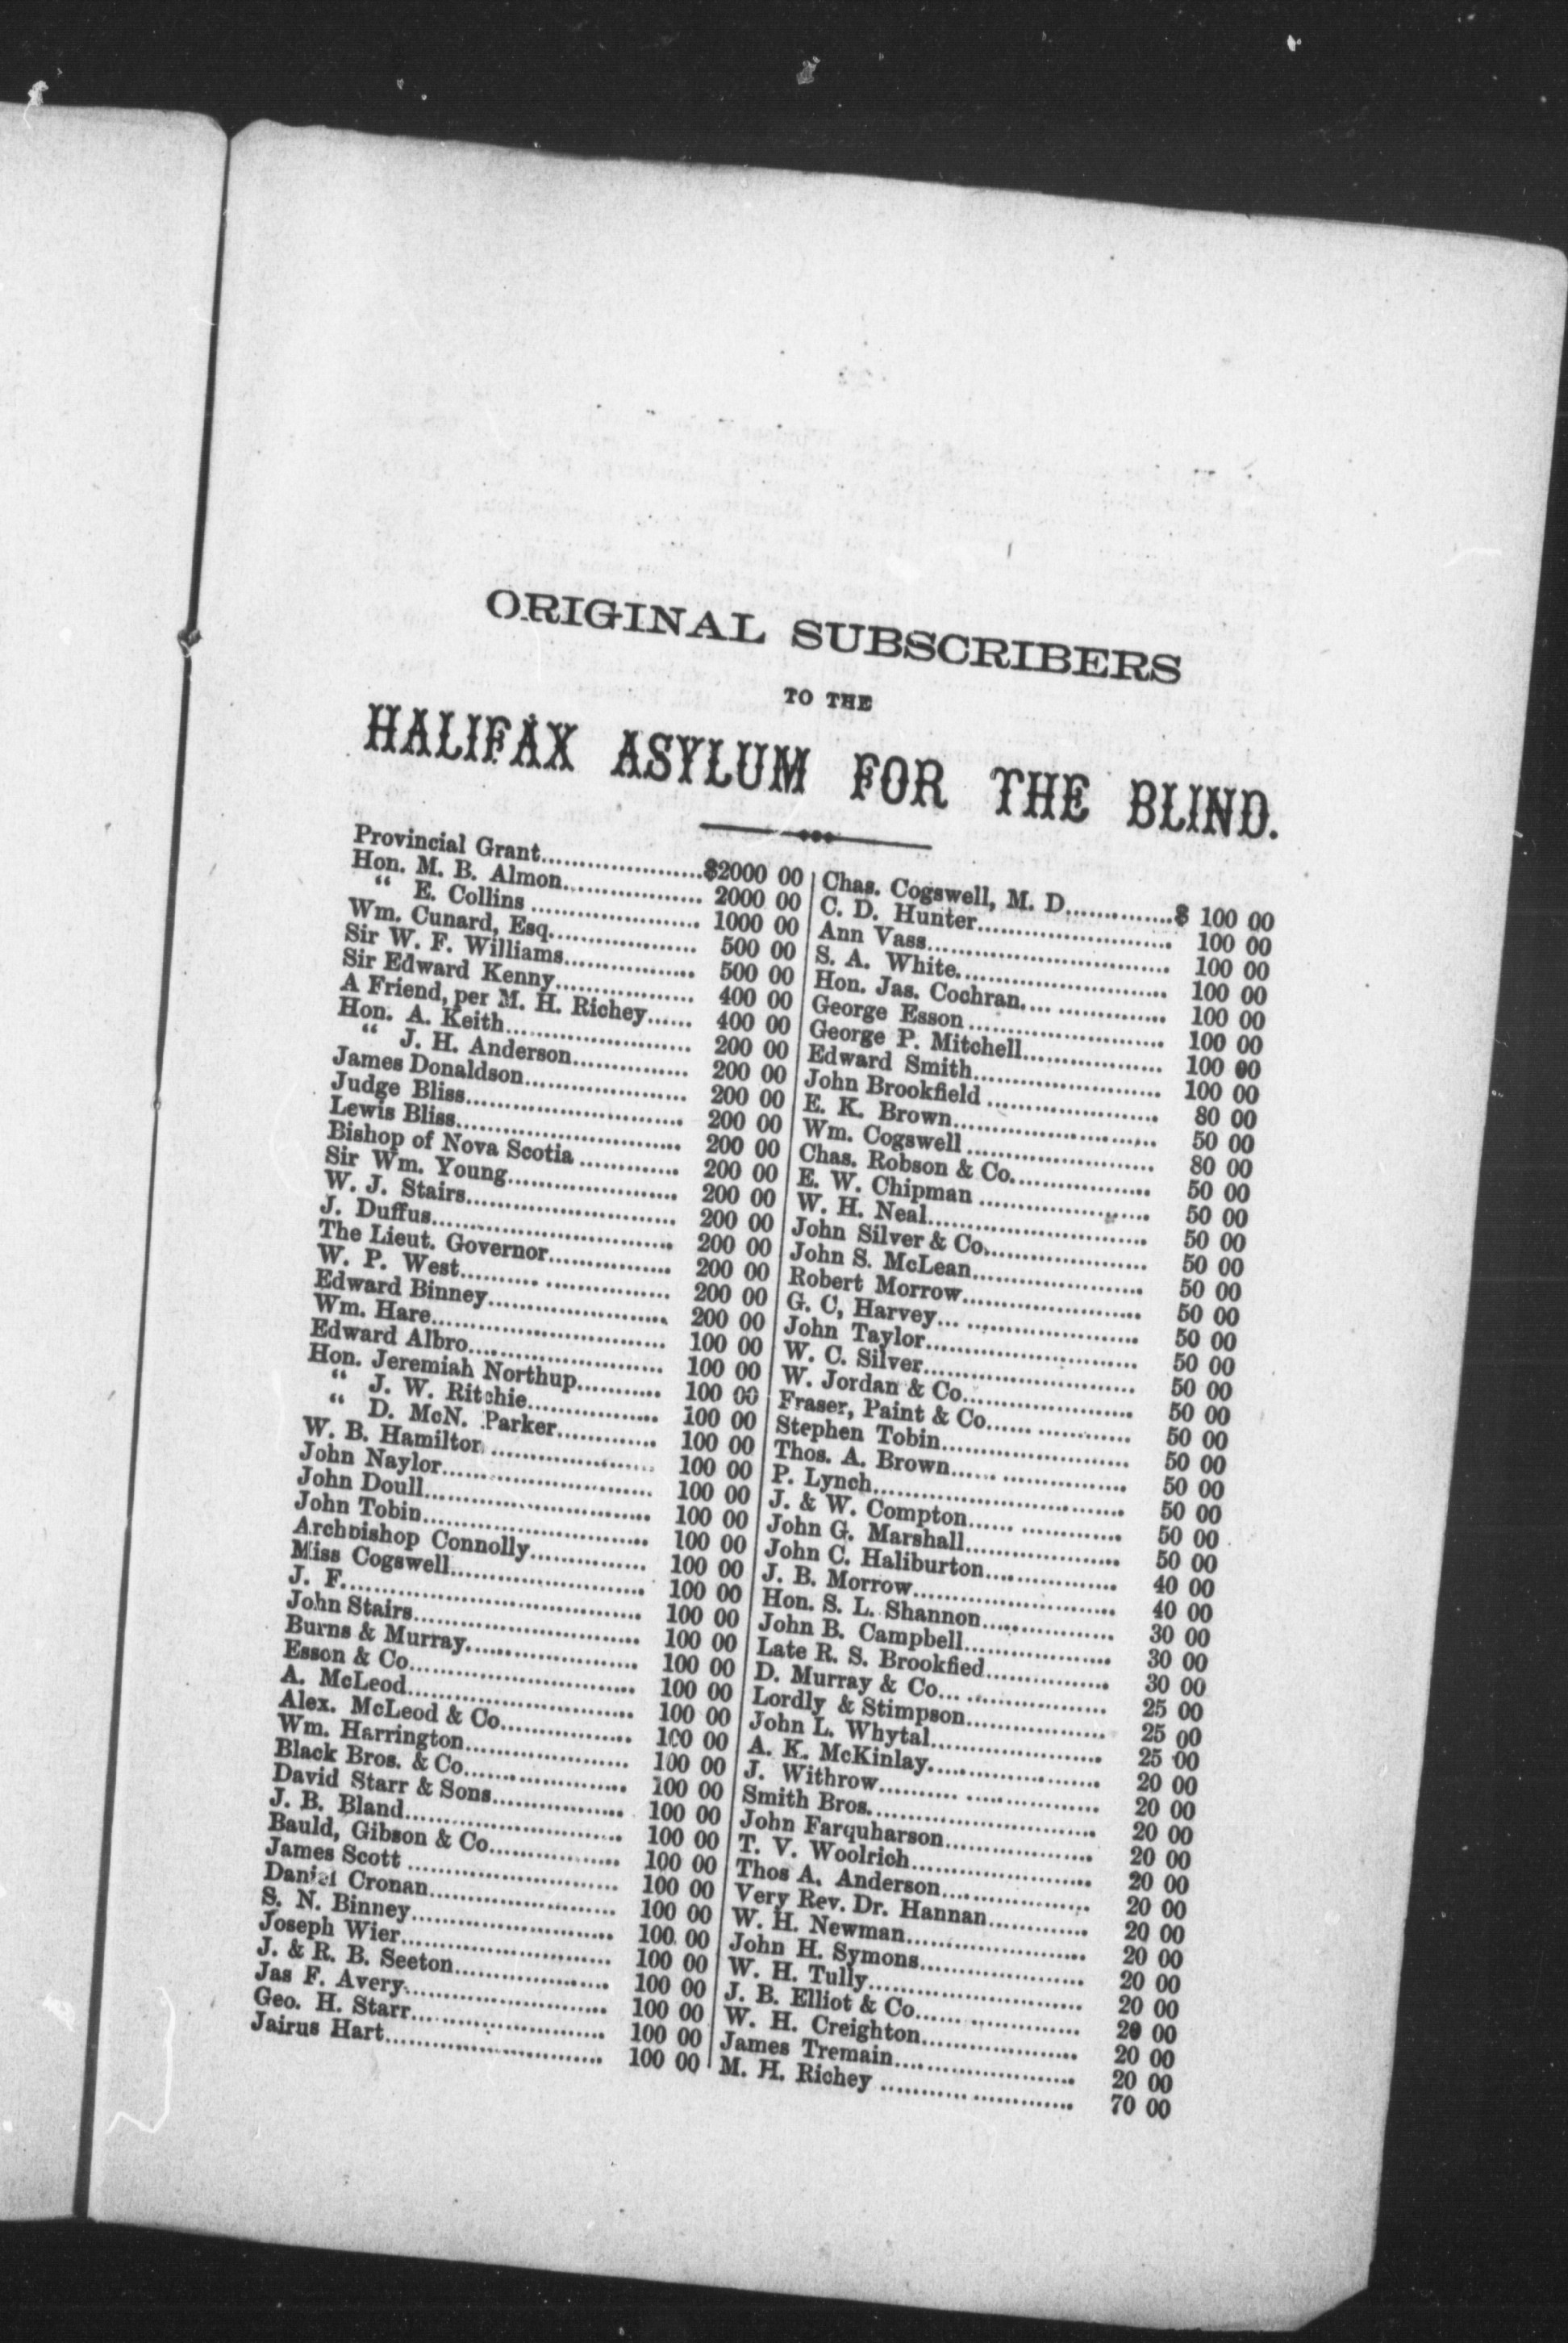 ORIGINAL SUBSCRIBERS
TO THE
HALIFAX ASYLUM FOR THE BLIND.
Provincial Grant.....................$2000 00
Hon. M. B. Almon.................. 2000 00
“ E. Collins ...................... 1000 00
Wm. Cunard, Esq................... 500 00
Sir W. F. Williams................. 500 00
Sir Edward Kenny.................. 400 00
A Friend, per M. H. Richey...... 400 00
Hon. A. Keith........................ 200 00
“ J. H. Anderson............... 200 00
James Donaldson..................... 200 00
Judge Bliss............................ 200 00
Lewis Bliss............................. 200 00
Bishop of Nova Scotia ............. 200 00
Sir Wm. Young...................... 200 00
W. J. Stairs........................... 200 00
J. Duffus............................... 200 00
The Lieut. Governor................ 200 00
W. P. West.......... ................ 200 00
Edward Binney....................... 200 00
Wm. Hare.............................. 100 00
Edward Albro......................... 100 00
Hon. Jeremiah Northup........... 100 00
“ J. W. Ritchie................. 100 00
“ D. McN. Parker............. 100 00
W. B. Hamilton ..................... 100 00
John Naylor........................... 100 00
John Doull............................. 100 00
John Tobin............................. 100 00
Archbishop Connolly............... 100 00
Miss Cogswell......................... 100 00
J. F....................................... 100 00
John Stairs............................. 100 00
Burns & Murray...................... 100 00
Esson & Co............................. 100 00
A. McLeod............................. 100 00
Alex. McLeod & Co................. 100 00
Wm. Harrington..................... 100 00
Black Bros. & Co..................... 100 00
David Starr & Sons................. 100 00
J. B. Bland............................ 100 00
Bauld, Gibson & Co................. 100 00
James Scott ........................... 100 00
Daniel Cronan........................ 100 00
S. N. Binney.......................... 100 00
Joseph Wier........................... 100 00
J. & R. B. Seeton.................... 100 00
Jas F. Avery.......................... 100 00
Geo. H. Starr......................... 100 00
Jairus Hart............................ 100 00
Chas. Cogswell, M. D..............$ 100 00
C. D. Hunter......................... 100 00
Ann Vass............................... 100 00
S. A. White........................... 100 00
Hon. Jas. Cochran.................. 100 00
George Esson ......................... 100 00
George P. Mitchell.................. 100 00
Edward Smith........................ 100 00
John Brookfield ...................... 80 00
E. K. Brown.......................... 50 00
Wm. Cogswell ........................ 80 00
Chas. Robson & Co.................. 50 00
E. W. Chipman ...................... 50 00
W. H. Neal............................ 50 00
John Silver & Co..................... 50 00
John S. McLean...................... 50 00
Robert Morrow....................... 50 00
G. C, Harvey......................... 50 00
John Taylor........................... 50 00
W. C. Silver........................... 50 00
W. Jordan & Co...................... 50 00
Fraser, Paint & Co.................. 50 00
Stephen Tobin........................ 50 00
Thos. A. Brown...................... 50 00
P. Lynch............................... 50 00
J. & W. Compton................... 50 00
John G. Marshall.................... 50 00
John C. Haliburton................. 40 00
J. B. Morrow......................... 40 00
Hon. S. L. Shannon................. 30 00
John B. Campbell................... 30 00
Late R. S. Brookfied................ 30 00
D. Murray & Co..................... 25 00
Lordly & Stimpson.................. 25 00
John L. Whytal...................... 25 00
A. K. McKinlay...................... 20 00
J. Withrow............................ 20 00
Smith Bros............................ 20 00
John Farquharson................... 20 00
T. V. Woolrich....................... 20 00
Thos A. Anderson................... 20 00
Very Rev. Dr. Hannan............. 20 00
W. H. Newman....................... 20 00
John H. Symons..................... 20 00
W. H. Tully........................... 20 00
J. B. Elliot & Co..................... 20 00
W. H. Creighton..................... 20 00
James Tremain....................... 20 00
M. H. Richey ......................... 70 00